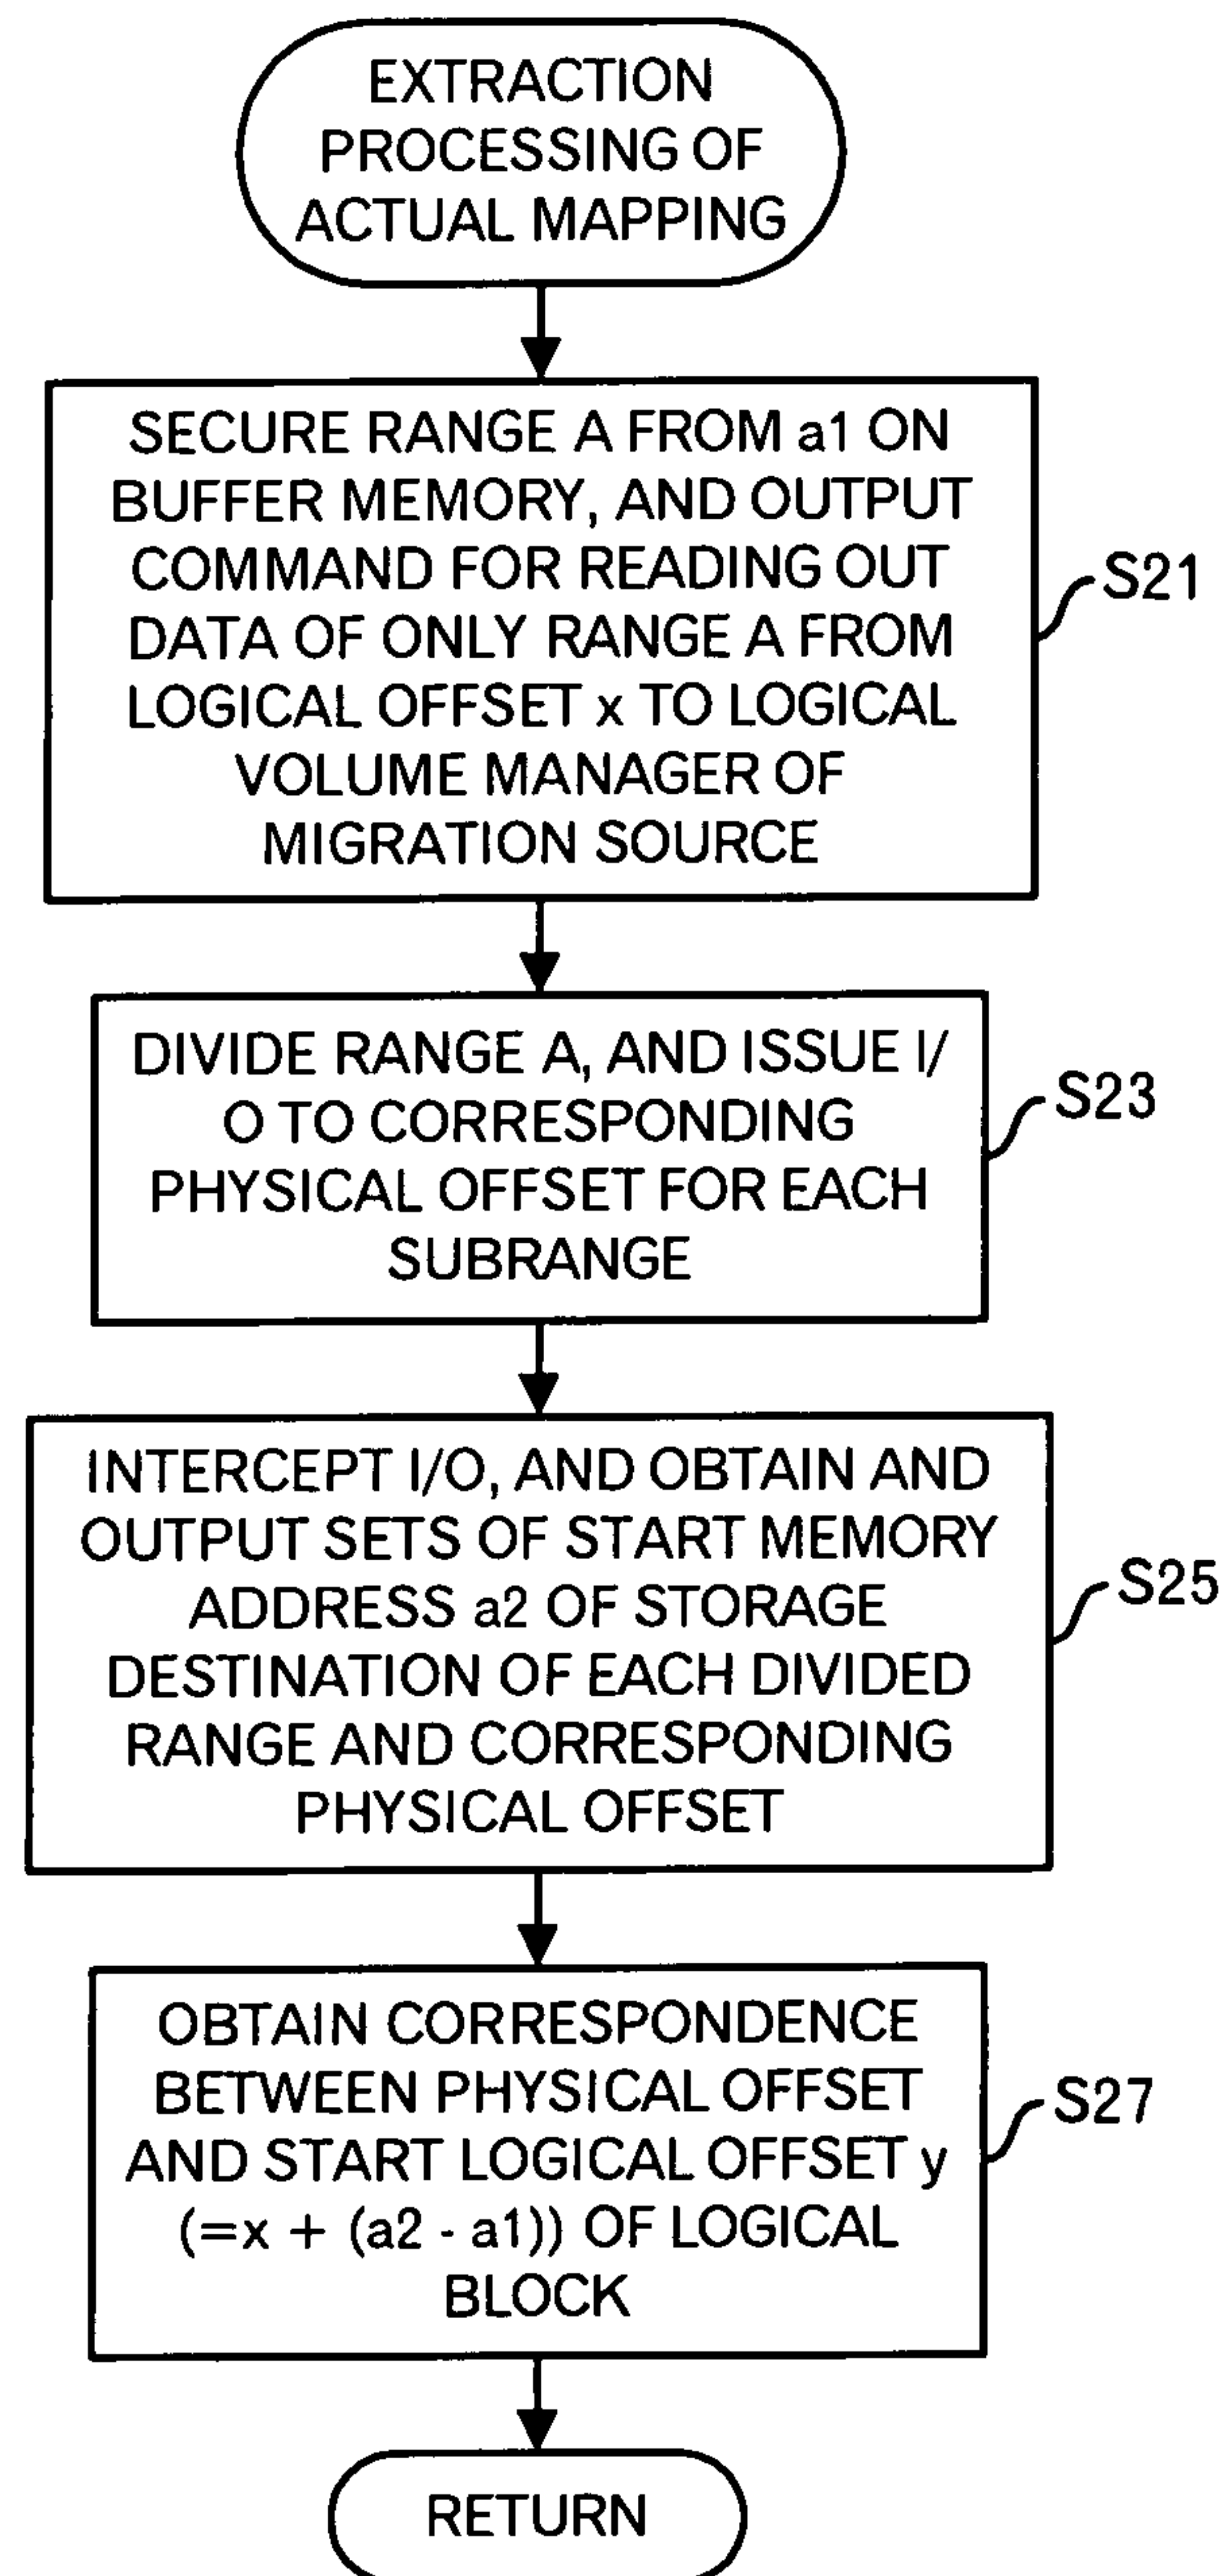 EXTRACTION
PROCESSING OF
ACTUAL MAPPING
SECURE RANGE A FROM a1 ON
BUFFER MEMORY, AND OUTPUT
COMMAND FOR READING OUT
DATA OF ONLY RANGE A FROM
LOGICAL OFFSET x TO LOGICAL
VOLUME MANAGER OF
MIGRATION SOURCE
S21
DIVIDE RANGE A, AND ISSUE I/
O TO CORRESPONDING
PHYSICAL OFFSET FOR EACH
SUBRANGE
S23
INTERCEPT I/O, AND OBTAIN AND
OUTPUT SETS OF START MEMORY
ADDRESS a2 OF STORAGE
DESTINATION OF EACH DIVIDED
RANGE AND CORRESPONDING
PHYSICAL OFFSET
S25
OBTAIN CORRESPONDENCE
BETWEEN PHYSICAL OFFSET
AND START LOGICAL OFFSET y
(=x + (a2 - a1)) OF LOGICAL
BLOCK
S27
RETURN